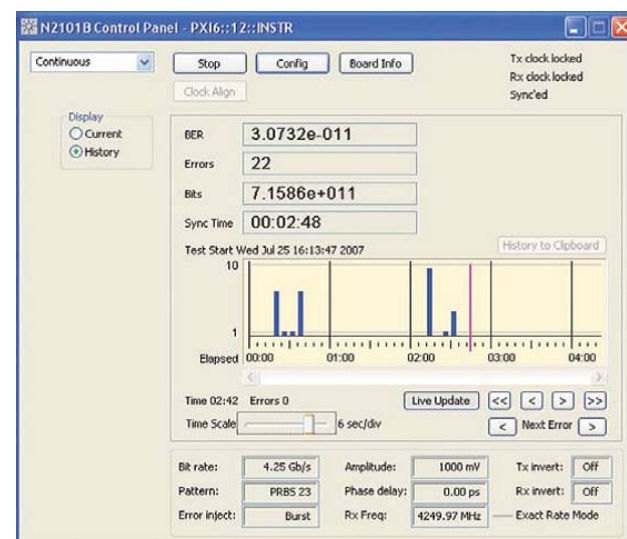 N2101B Control Panel - PXI6::12::INSTR
Continuous
Stop Config Board Info
Clock Align
Tx clock locked
Rx clock locked
Sync'ed
Display
Current
History
BER 3.0732e-011
Errors 22
Bits 7.1586e+011
Sync Time 00:02:48
Test Start Wed Jul 25 16:13:47 2007
History to Clipboard
10
1
Elapsed 00:00 01:00 02:00 03:00 04:00
Time 02:42 Errors 0 Live Update << < > >>
Time Scale 6 sec/div < Next Error >
Bit rate: 4.25 Gb/s Amplitude: 1000 mV Tx invert: Off
Pattern: PRBS 23 Phase delay: 0.00 ps Rx invert: Off
Error inject: Burst Rx Freq: 4249.97 MHz Exact Rate Mode